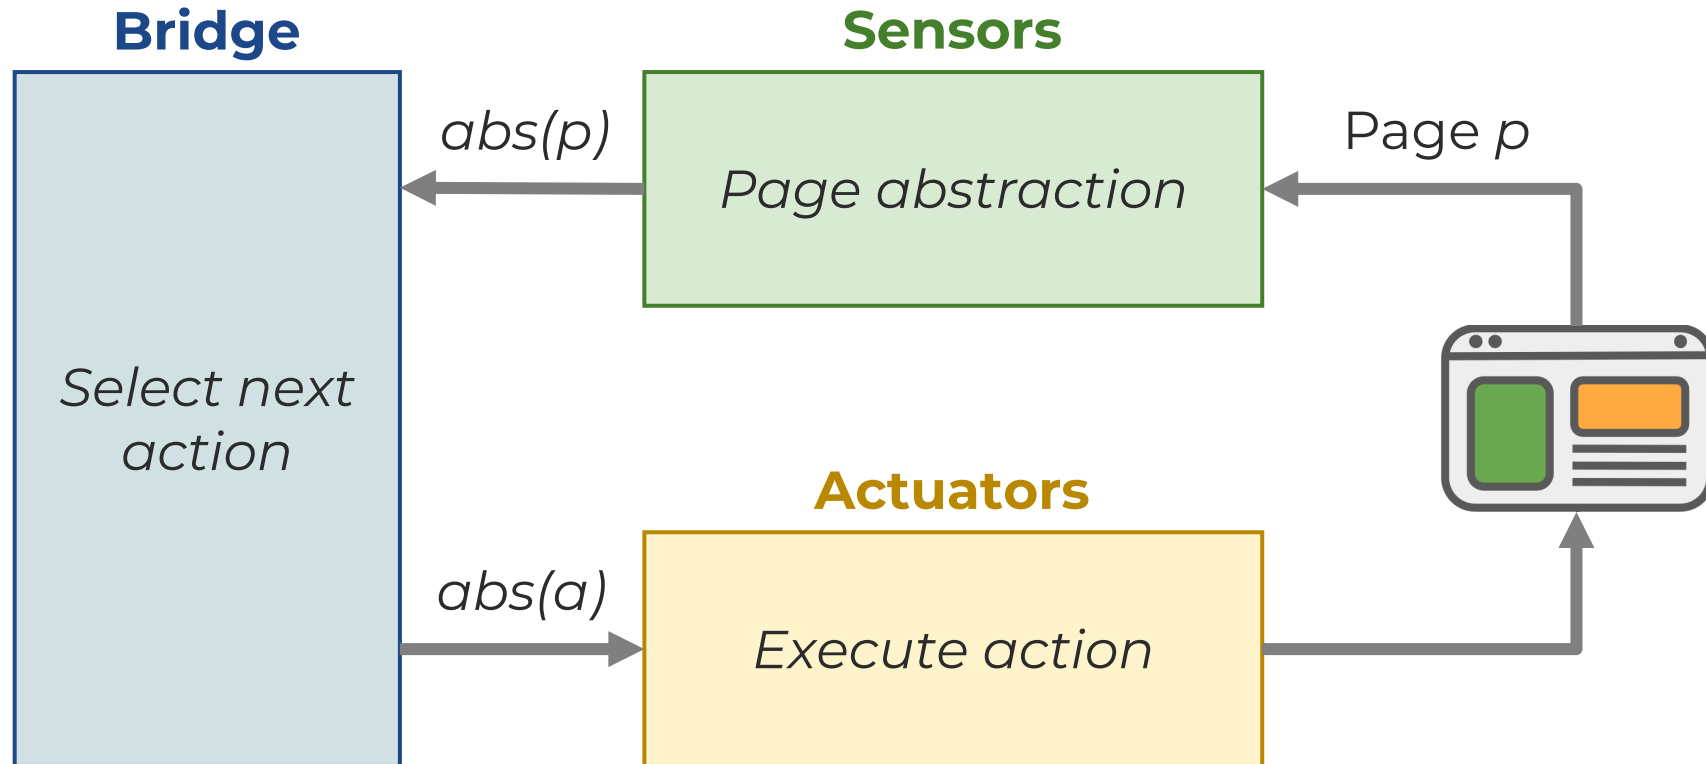 Bridge
Sensors
abs(p)
Page abstraction
Page p
Select next
action
Actuators
abs(a)
Execute action